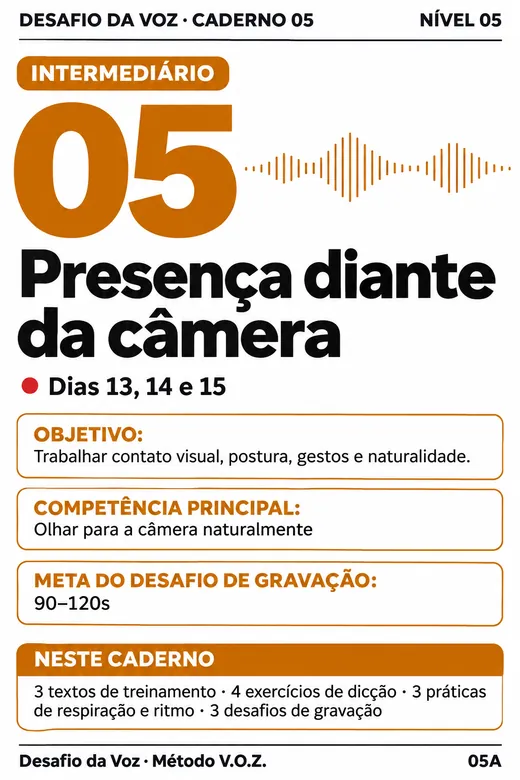 DESAFIO DA VOZ · CADERNO 05
NÍVEL 05
INTERMEDIÁRIO
05
Presença diante
da câmera
Dias 13, 14 e 15
OBJETIVO:
Trabalhar contato visual, postura, gestos e naturalidade.
COMPETÊNCIA PRINCIPAL:
Olhar para a câmera naturalmente
META DO DESAFIO DE GRAVAÇÃO:
90–120s
NESTE CADERNO
3 textos de treinamento · 4 exercícios de dicção · 3 práticas
de respiração e ritmo · 3 desafios de gravação
Desafio da Voz · Método V.O.Z.
05A